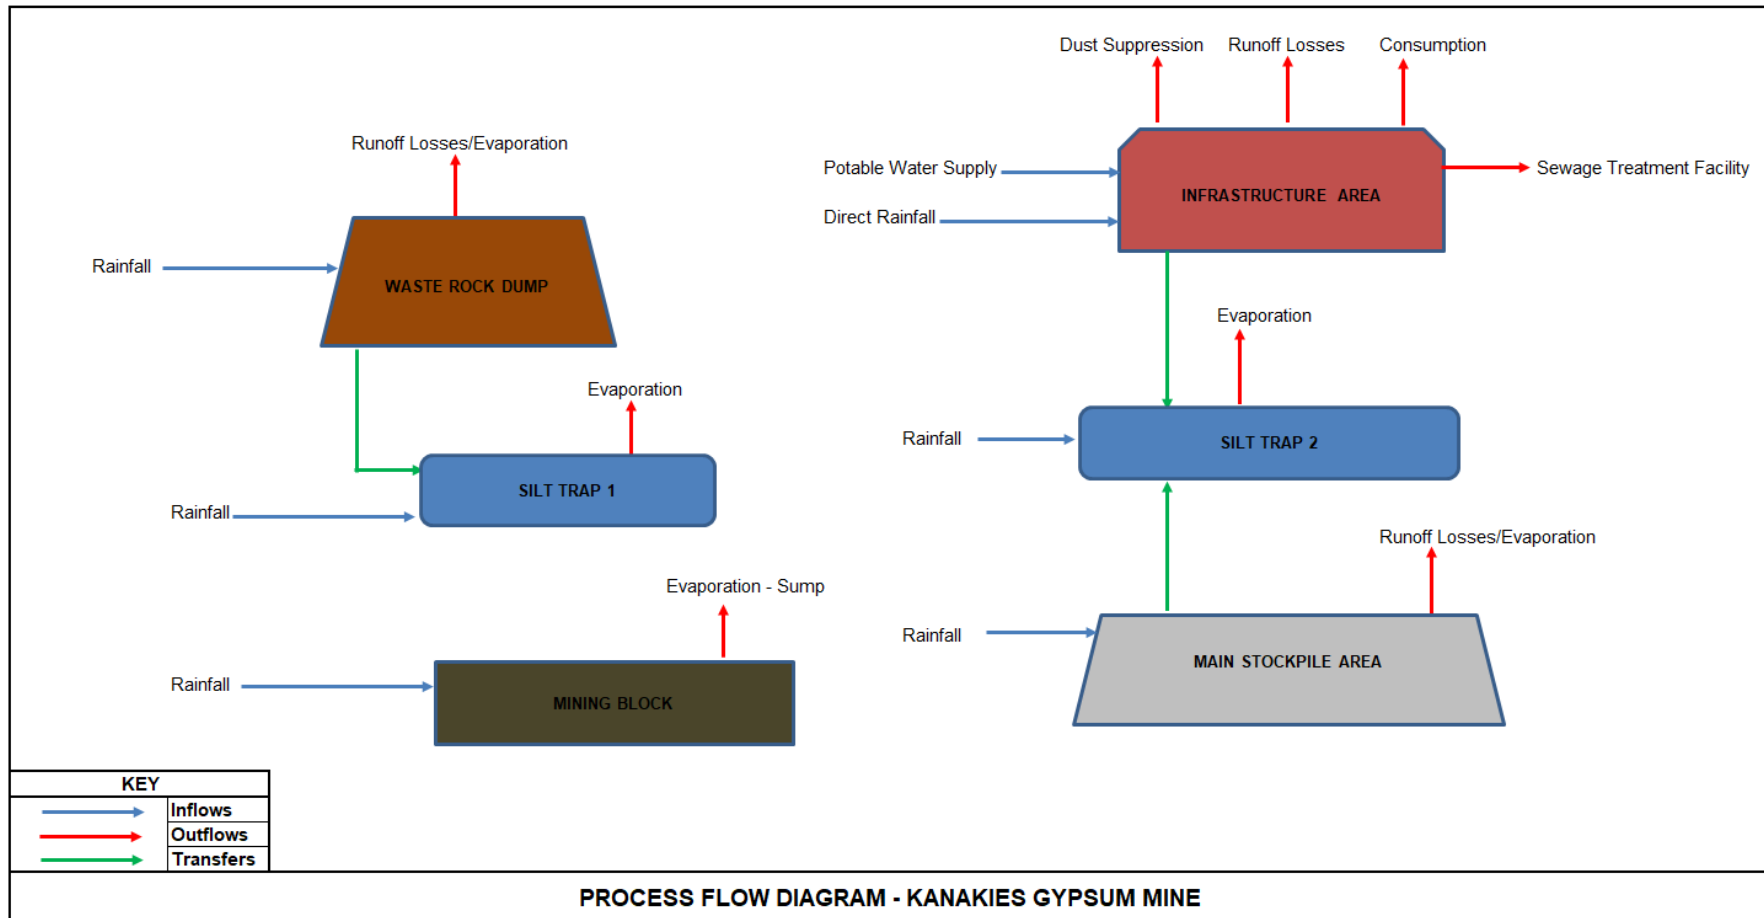 Dust Suppression
Runoff Losses
Consumption
Runoff Losses/Evaporation
Potable Water Supply
INFRASTRUCTURE AREA
Sewage Treatment Facility
Direct Rainfall
Rainfall
WASTE ROCK DUMP
Evaporation
Evaporation
Rainfall
SILT TRAP 2
SILT TRAP 1
Rainfall
Runoff Losses/Evaporation
Evaporation - Sump
Rainfall
MAIN STOCKPILE AREA
Rainfall
MINING BLOCK
KEY
Inflows
Outflows
Transfers
PROCESS FLOW DIAGRAM - KANAKIES GYPSUM MINE